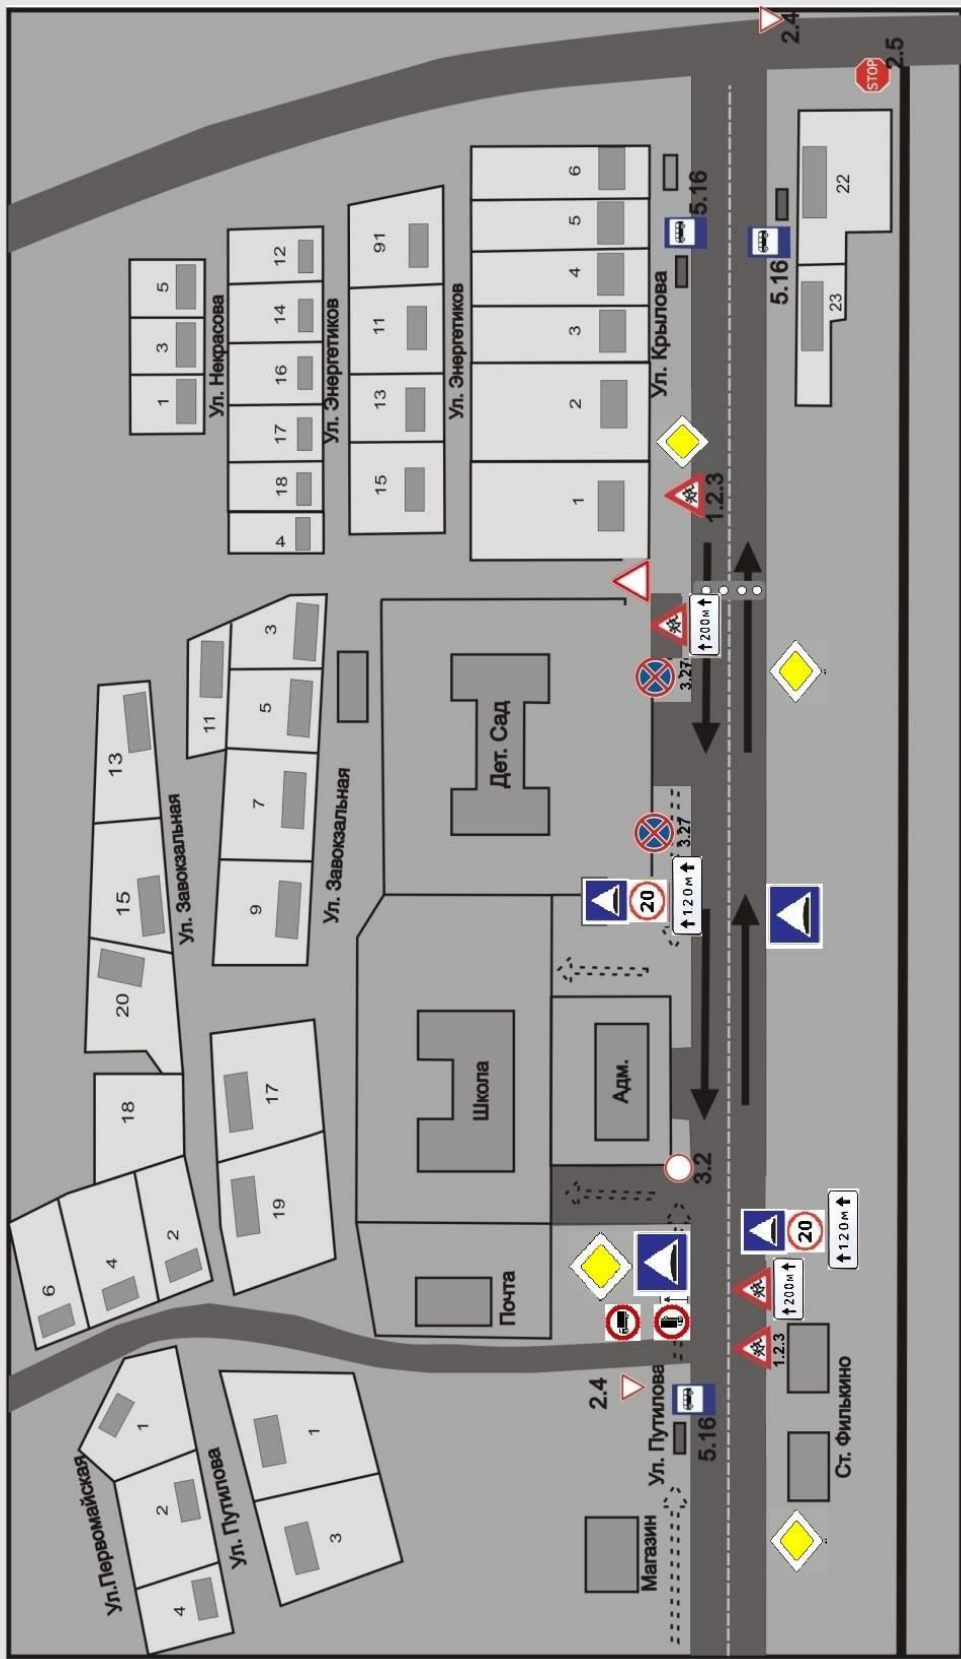 6
4
2
18
20
15
13
1
3
5
Ул. Некрасова
Ул. Завокзальная
Ул.Первомайская
1
2
4
Ул. Путилова
19
17
9
7
5
3
11
4
18
17
16
14
12
Ул. Энергетиков
Ул. Завокзальная
1
3
15
13
11
91
Ул. Энергетиков
Школа
Дет. Сад
Почта
Адм.
1
2
3
4
5
6
Ул. Крылова
2.4
Магазин
Ул. Путилова
5.16
3.2
20
120м
3.27
3.27
200м
1.2.3
5.16
Ст. Филькино
1.2.3
200м
20
120м
5.16
23
22
STOP
2.5
2.4